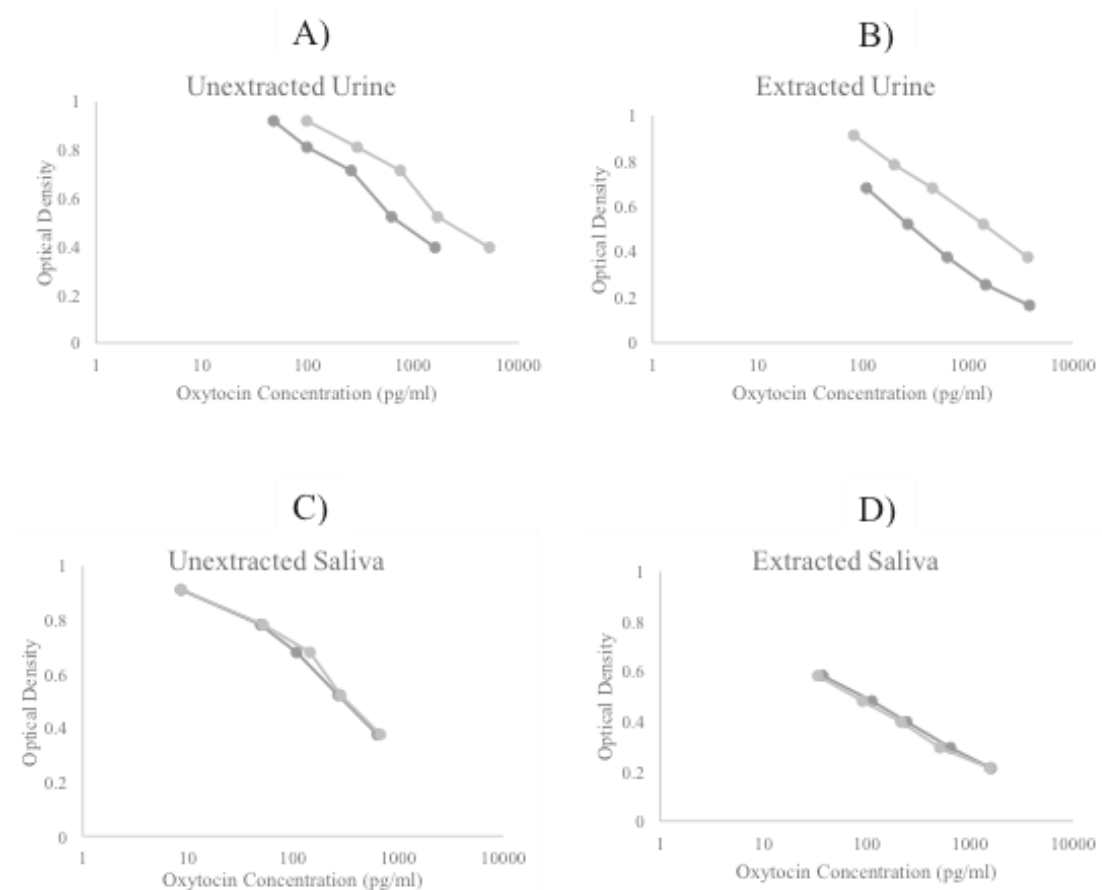 A)
Unextracted Urine
Optical Density
1
0.8
0.6
0.4
0.2
0
1 10 100 1000 10000
Oxytocin Concentration (pg/ml)
B)
Extracted Urine
Optical Density
1
0.8
0.6
0.4
0.2
0
1 10 100 1000 10000
Oxytocin Concentration (pg/ml)
C)
Unextracted Saliva
Optical Density
1
0.8
0.6
0.4
0.2
0
1 10 100 1000 10000
Oxytocin Concentration (pg/ml)
D)
Extracted Saliva
Optical Density
1
0.8
0.6
0.4
0.2
0
1 10 100 1000 10000
Oxytocin Concentration (pg/ml)